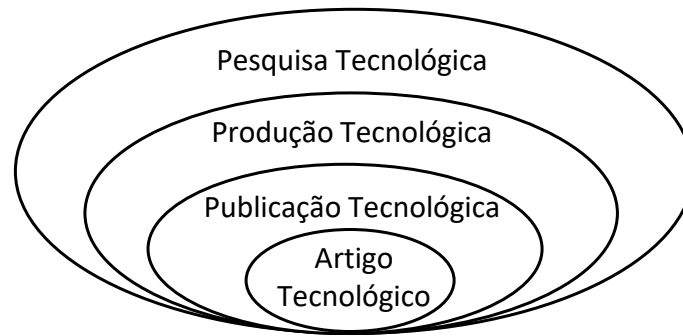 Pesquisa Tecnológica
Produção Tecnológica
Publicação Tecnológica
Artigo
Tecnológico